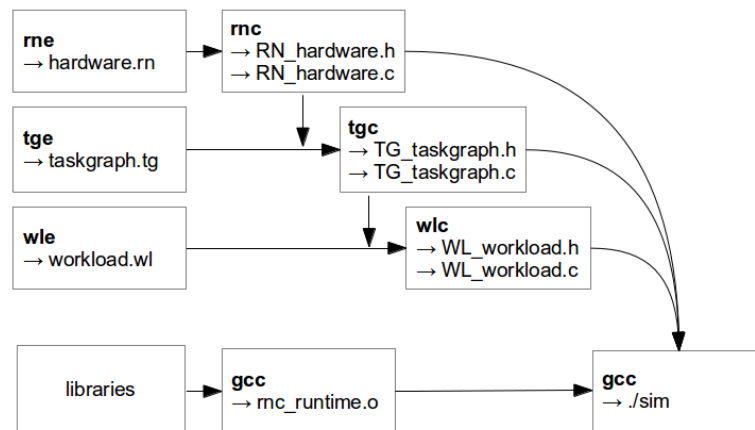 rne
→ hardware.rn
rnc
→ RN_hardware.h
→ RN_hardware.c
tge
→ taskgraph.tg
tgc
→ TG_taskgraph.h
→ TG_taskgraph.c
wle
→ workload.wl
wlc
→ WL_workload.h
→ WL_workload.c
libraries
gcc
→ rnc_runtime.o
gcc
→ ./sim